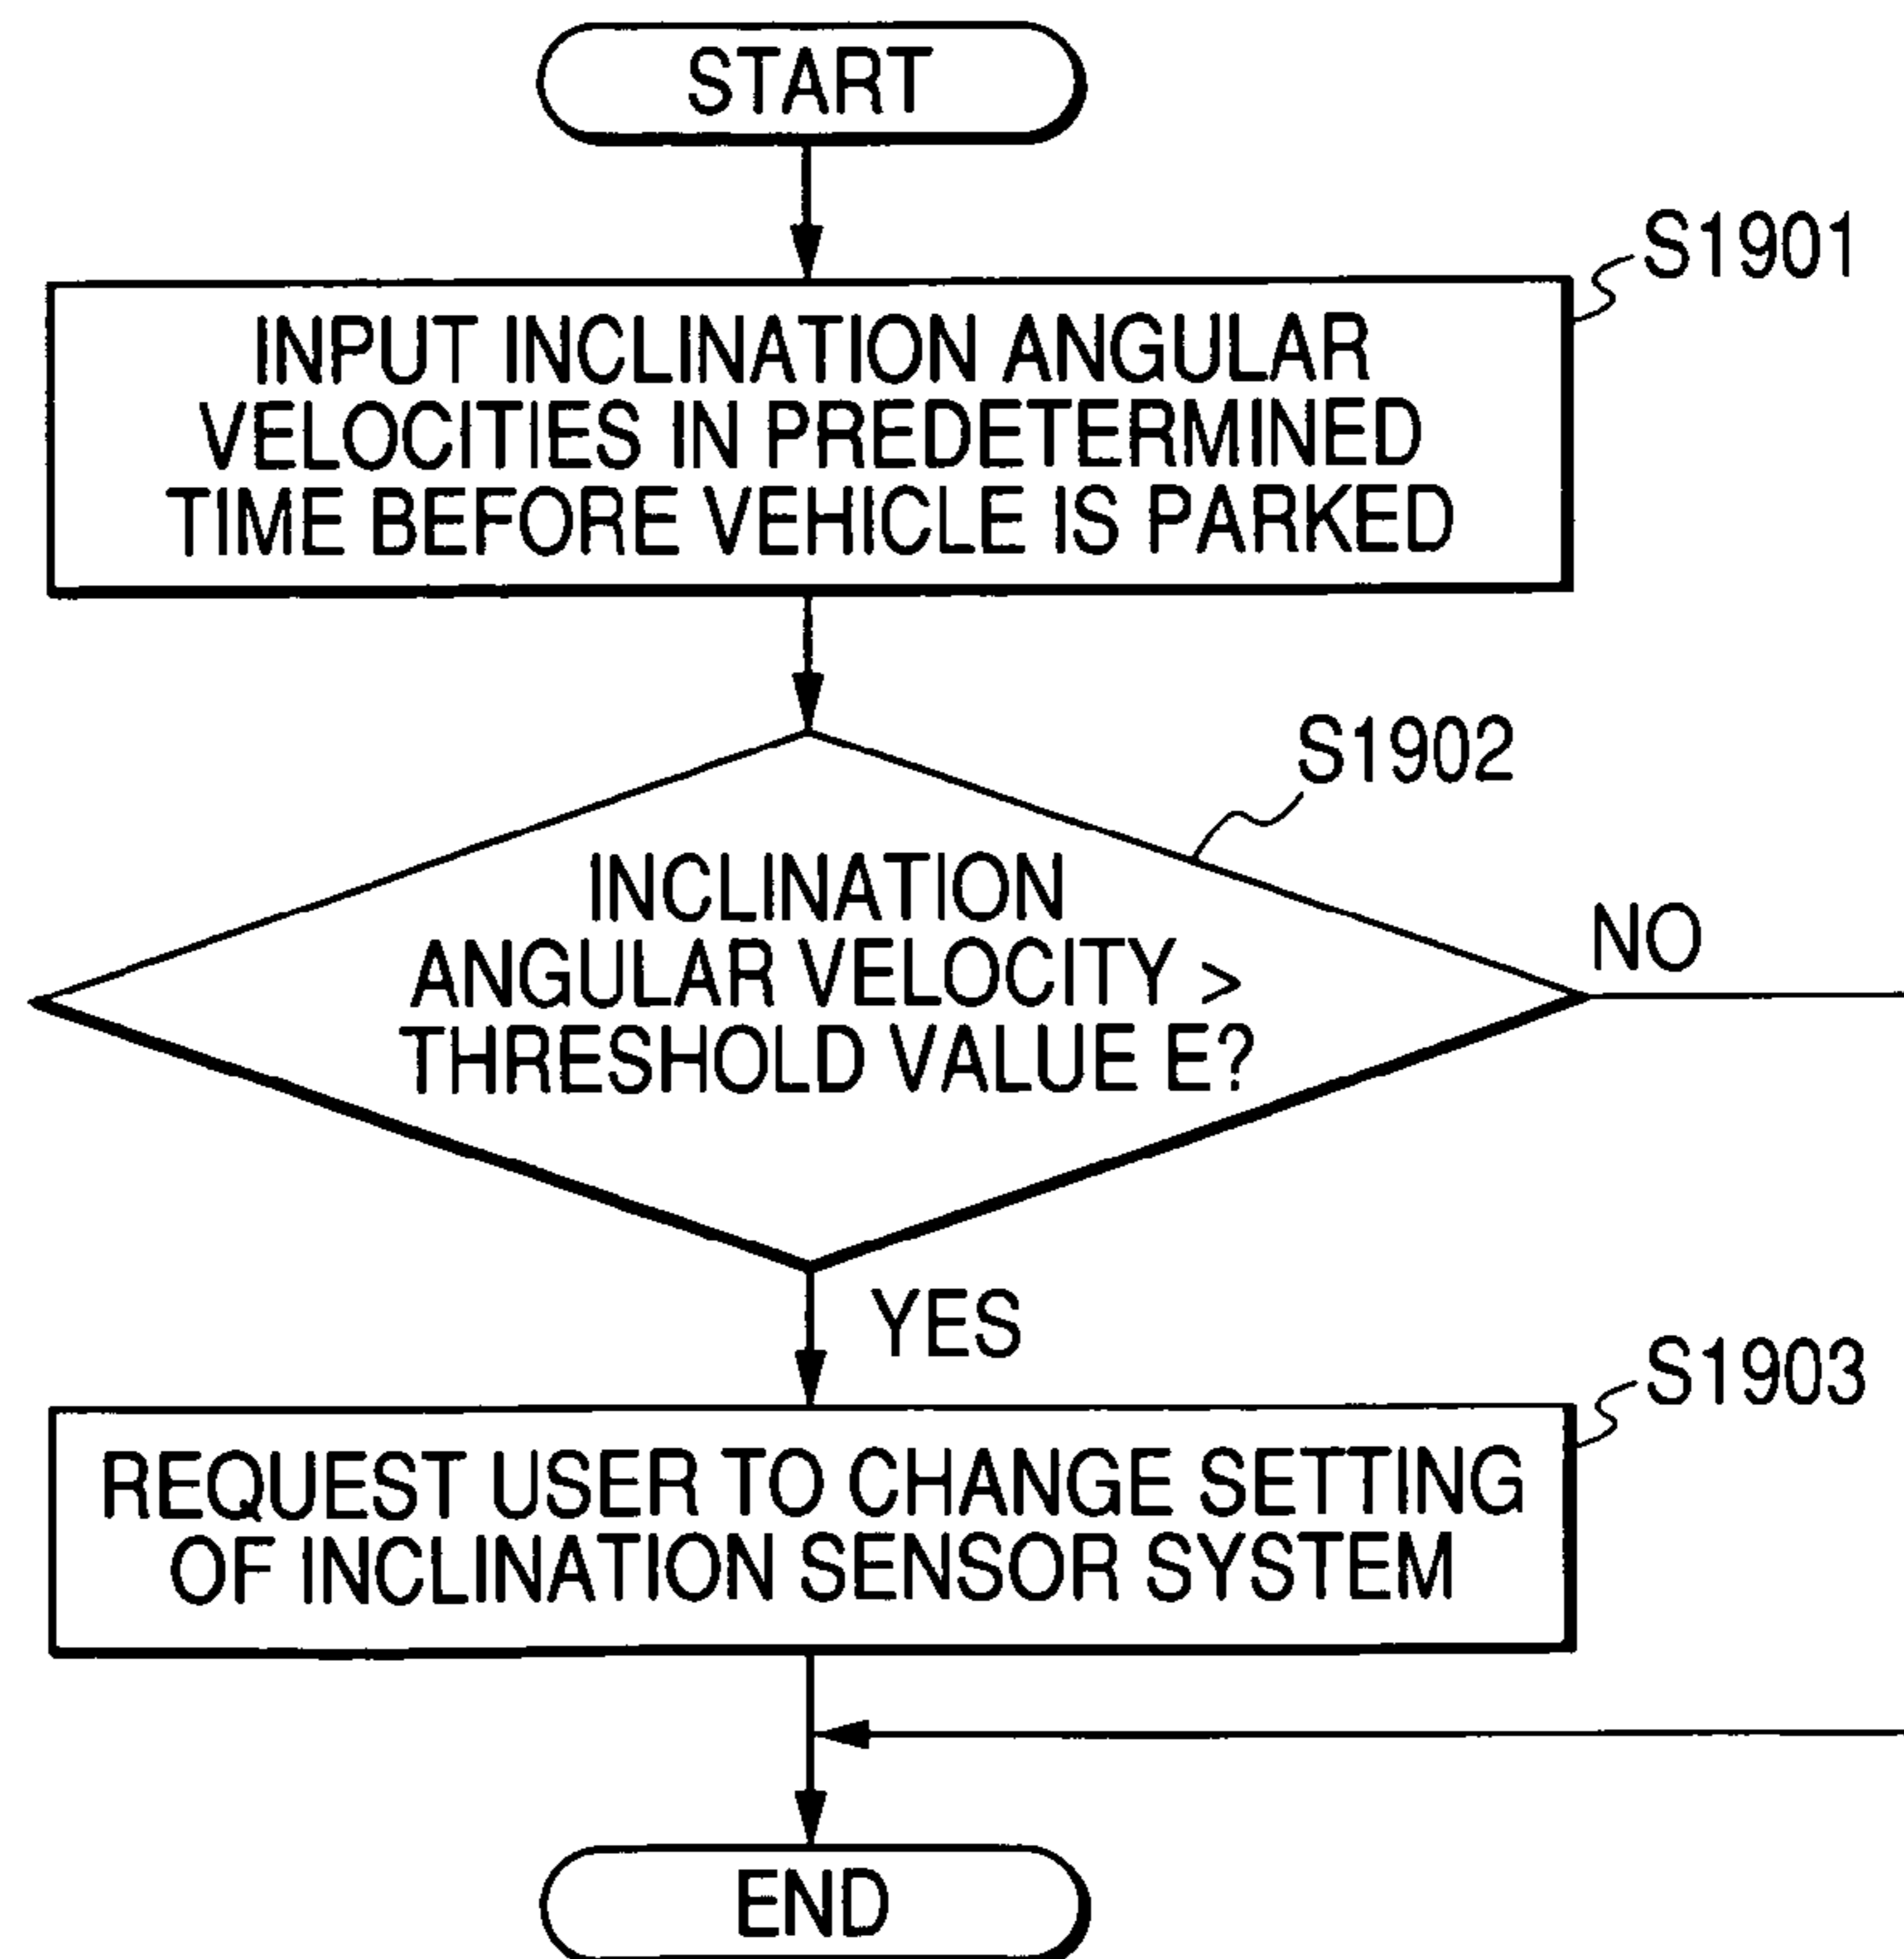 START
S1901
INPUT INCLINATION ANGULAR
VELOCITIES IN PREDETERMINED
TIME BEFORE VEHICLE IS PARKED
S1902
INCLINATION
ANGULAR VELOCITY >
THRESHOLD VALUE E?
NO
YES
S1903
REQUEST USER TO CHANGE SETTING
OF INCLINATION SENSOR SYSTEM
END